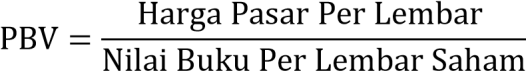 PBV = Harga Pasar Per Lembar
Nilai Buku Per Lembar Saham